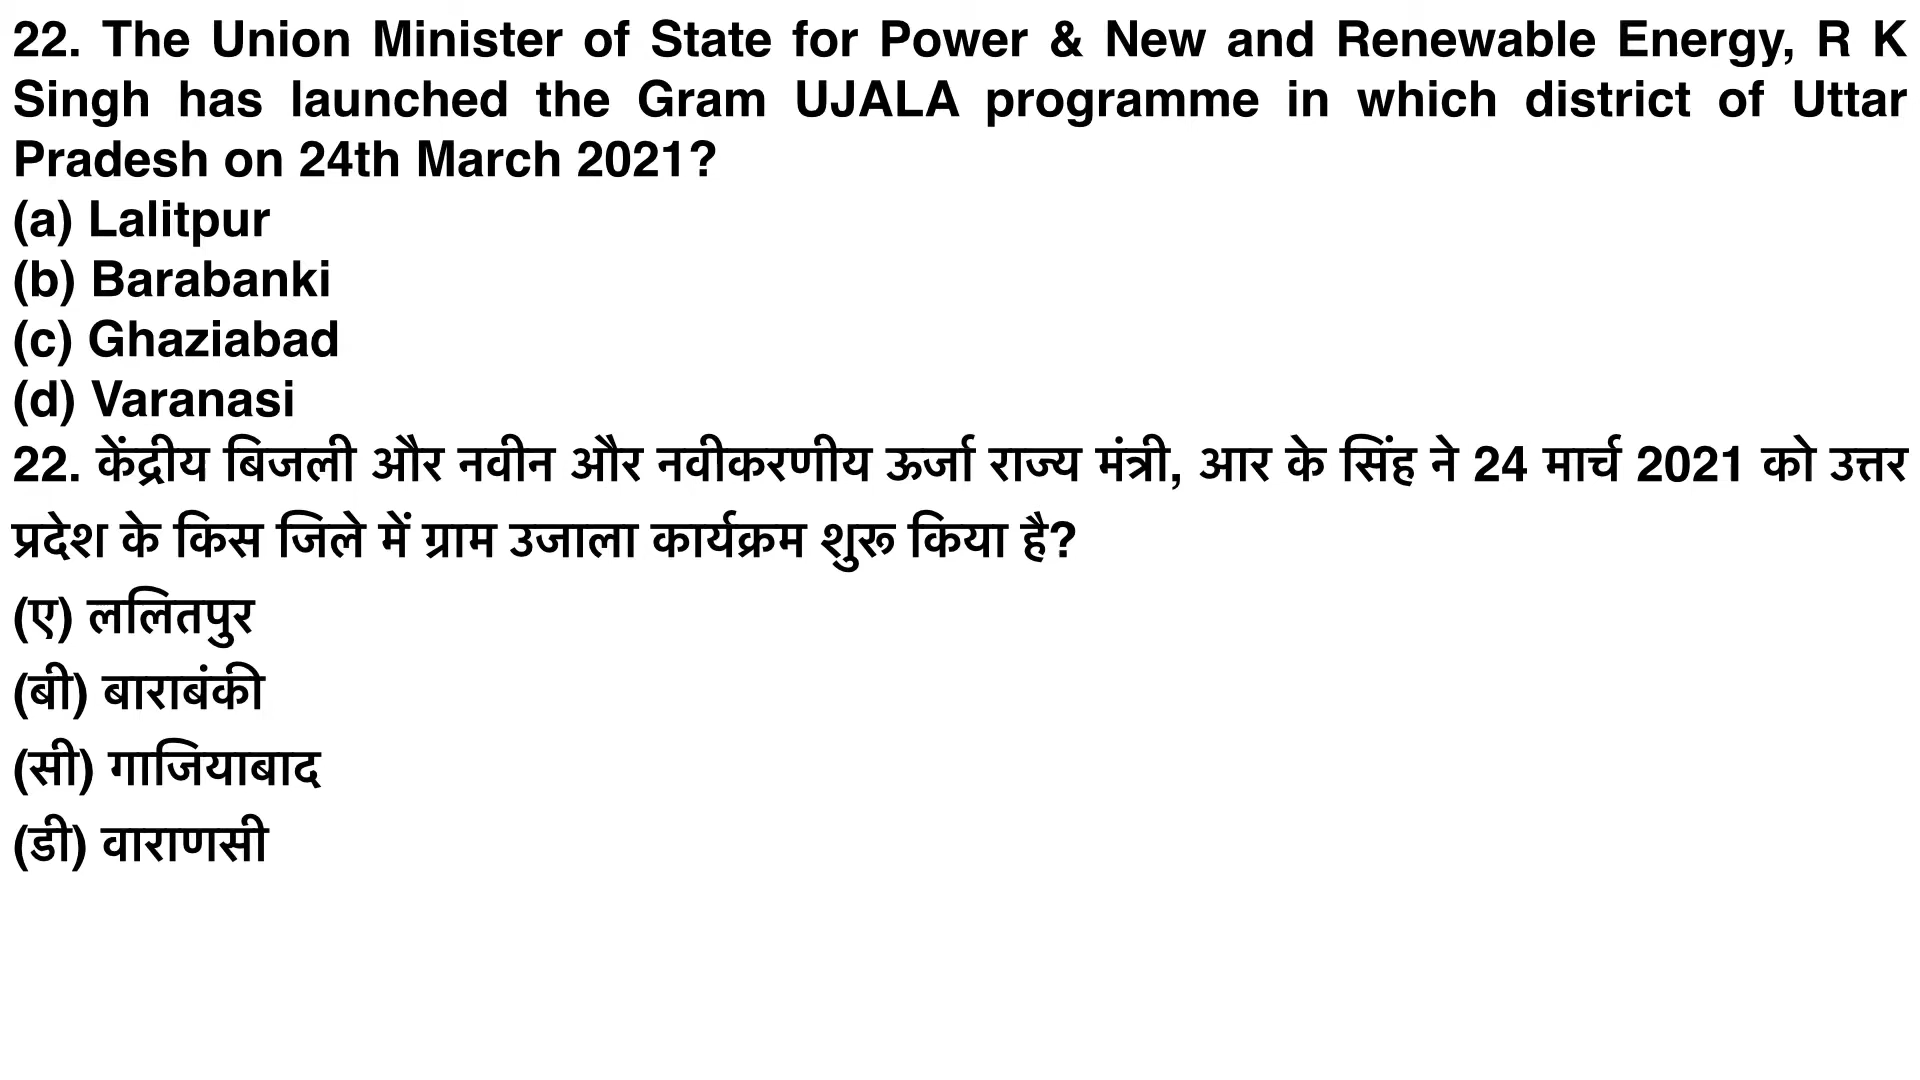 22. The Union Minister of State for Power & New and Renewable Energy, R K
Singh has launched the Gram UJALA programme in which district of Uttar
Pradesh on 24th March 2021?
(a) Lalitpur
(b) Barabanki
(c) Ghaziabad
(d) Varanasi
22. केंद्रीय बिजली और नवीन और नवीकरणीय ऊर्जा राज्य मंत्री, आर के सिंह ने 24 मार्च 2021 को उत्तर
प्रदेश के किस जिले में ग्राम उजाला कार्यक्रम शुरू किया है?
(ए) ललितपुर
(बी) बाराबंकी
(सी) गाजियाबाद
(डी) वाराणसी